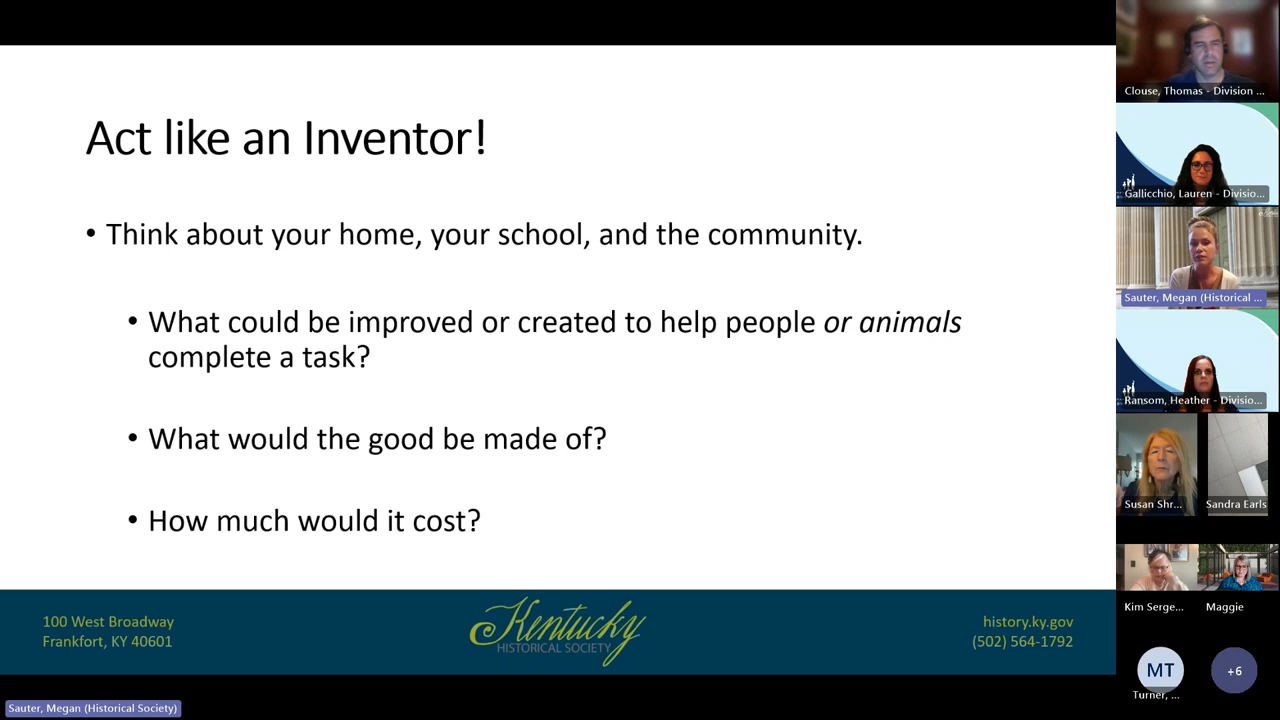 Act like an Inventor!
• Think about your home, your school, and the community.
• What could be improved or created to help people or animals
complete a task?
• What would the good be made of?
• How much would it cost?
100 West Broadway
Frankfort, KY 40601
Kentucky
HISTORICAL SOCIETY
history.ky.gov
(502) 564-1792
Sauter, Megan (Historical Society)
Clouse, Thomas - Division ...
Gallicchio, Lauren - Divisio...
Sauter, Megan (Historical ...
Ransom, Heather - Divisio...
Susan Shr...
Sandra Earls
Kim Serge...
Maggie
MT
Turner, ...
+6